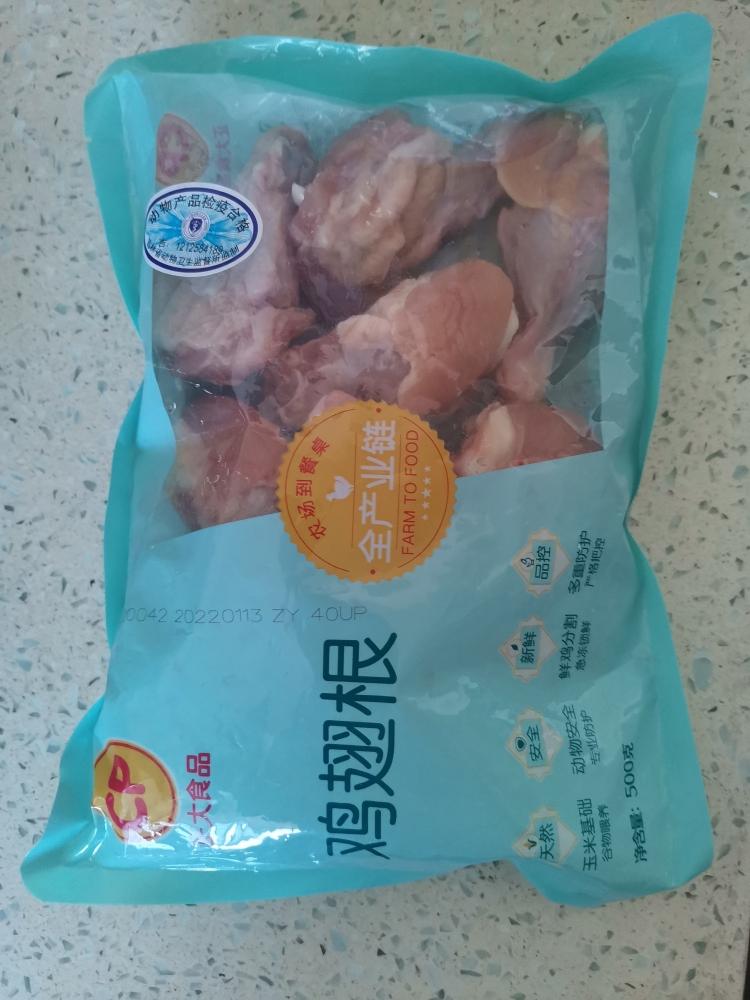 CP
大食品
鸡翅根
0042 20220113 ZY 40UP
农场到餐桌
全产业链
FARM TO FOOD
动物产品检疫合格
1212584189
天然
玉米基础
谷物喂养
安全
动物安全
专业防护
新鲜
鲜鸡分割
急冻锁鲜
品控
多重防护
严格把控
净含量: 500克